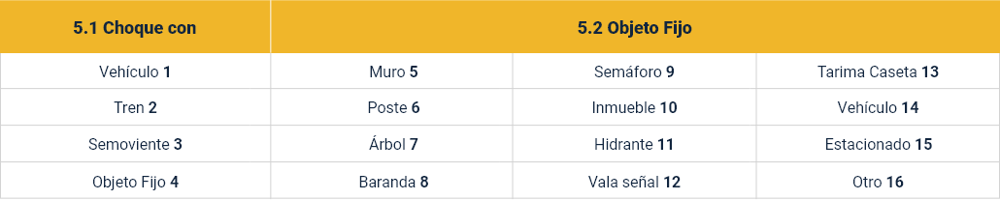 5.1 Choque con 5.2 Objeto Fijo
Vehículo 1 Muro 5 Semáforo 9 Tarima Caseta 13
Tren 2 Poste 6 Inmueble 10 Vehículo 14
Semoviente 3 Árbol 7 Hidrante 11 Estacionado 15
Objeto Fijo 4 Baranda 8 Vala señal 12 Otro 16